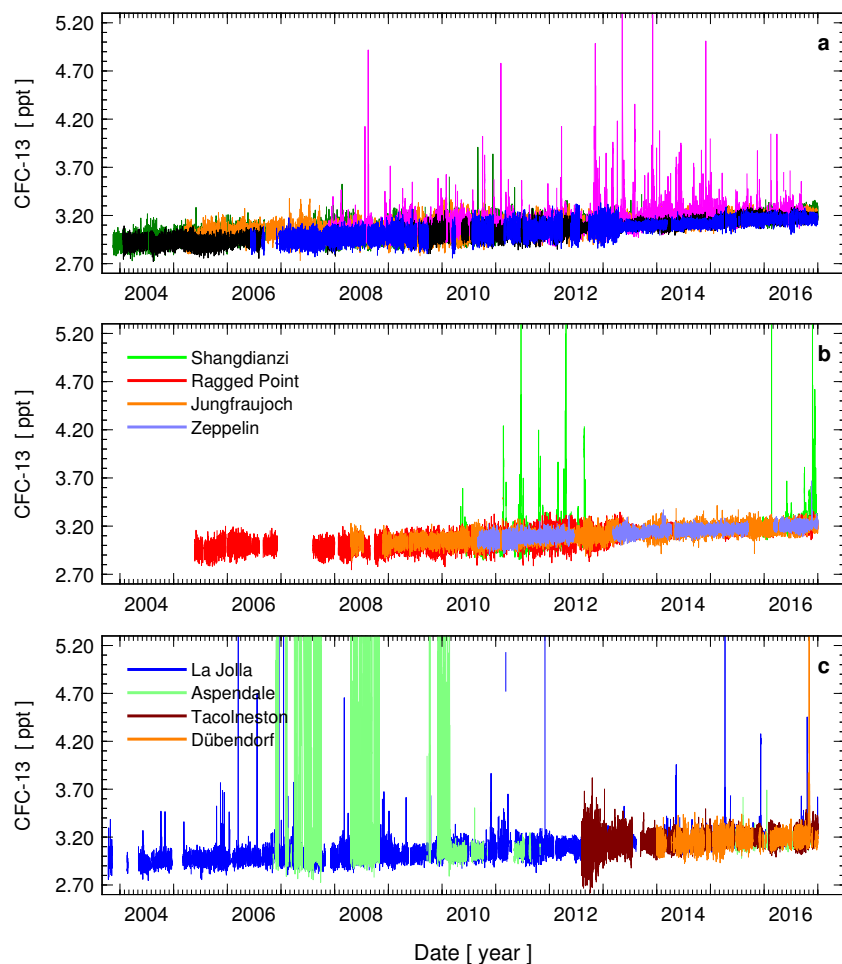 a
CFC-13 [ ppt ]
5.20
4.70
4.20
3.70
3.20
2.70
2004 2006 2008 2010 2012 2014 2016
b
CFC-13 [ ppt ]
5.20
4.70
4.20
3.70
3.20
2.70
Shangdianzi
Ragged Point
Jungfraujoch
Zeppelin
2004 2006 2008 2010 2012 2014 2016
c
CFC-13 [ ppt ]
5.20
4.70
4.20
3.70
3.20
2.70
La Jolla
Aspendale
Tacolneston
Dübendorf
2004 2006 2008 2010 2012 2014 2016
Date [ year ]